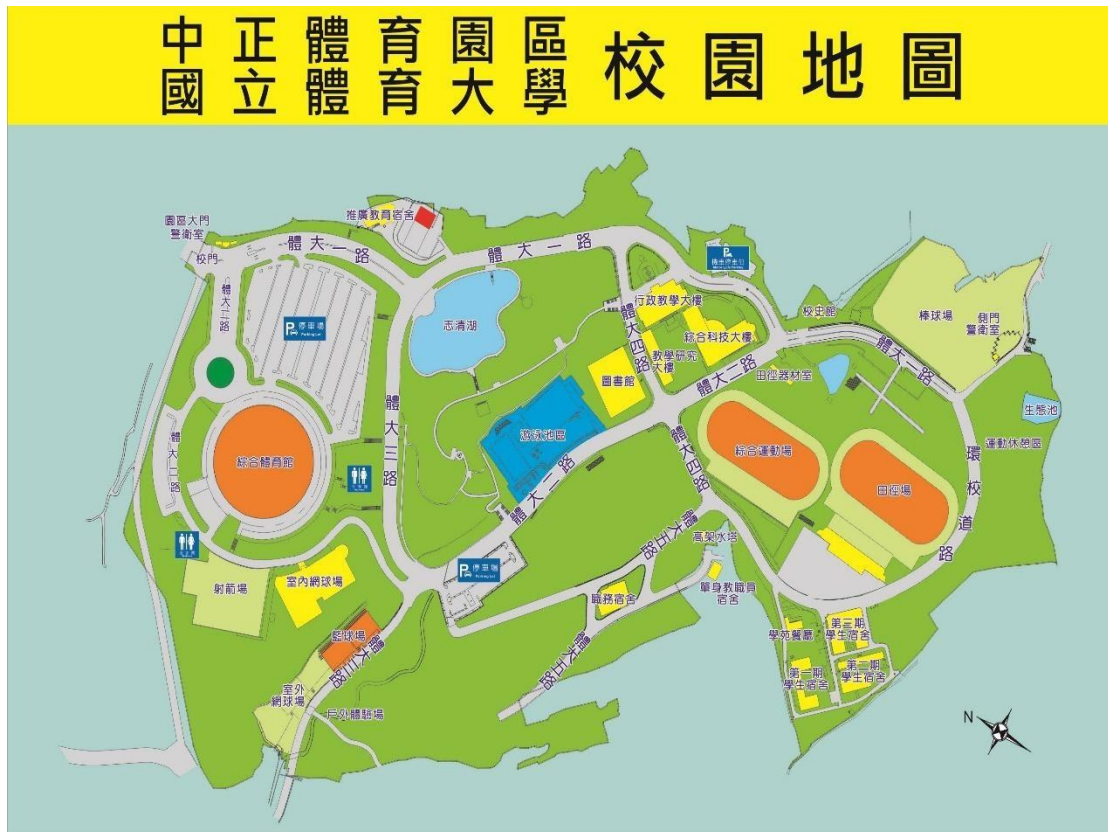 中正體育園區
國立體育大學
校園地圖
園區大門
警衛室
校門
推廣教育宿舍
體大一路
體大一路
體大二路
停車場
志清湖
行政教學大樓
綜合科技大樓
教學研究
大樓
體大四路
圖書館
校史館
棒球場
側門
警衛室
體大一路
田徑器材室
體大二路
生態池
運動休憩區
體大三路
游泳池區
綜合體育館
體大二路
體大四路
綜合運動場
田徑場
環校道路
體大二路
高架水塔
體大五路
停車場
射箭場
室內網球場
職務宿舍
單身教職員
宿舍
籃球場
體大三路
體大五路
學苑餐廳
第三期
學生宿舍
第一期
學生宿舍
第二期
學生宿舍
室外
網球場
戶外體驗場
N